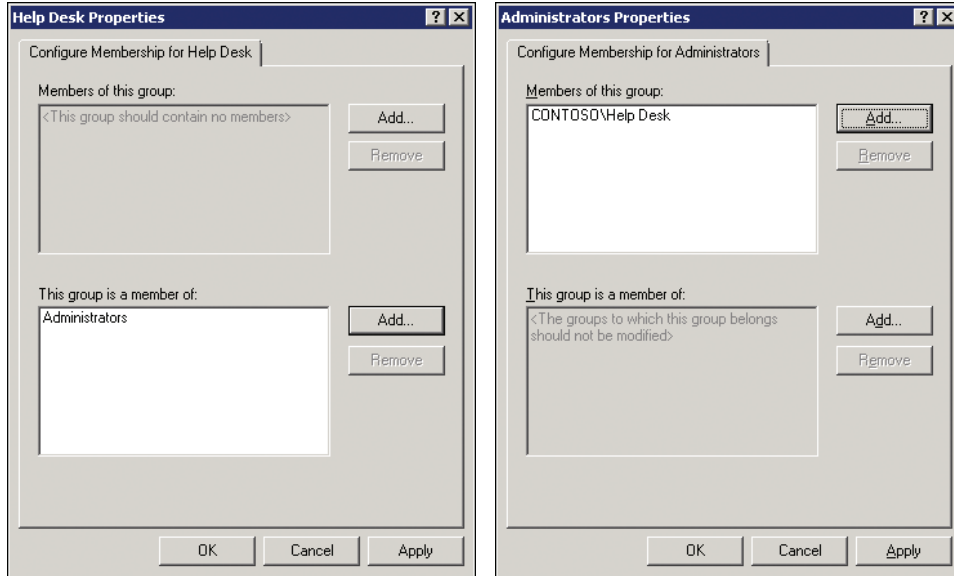 Help Desk Properties
Configure Membership for Help Desk
Members of this group:
<This group should contain no members>
Add...
Remove
This group is a member of:
Administrators
Add...
Remove
OK
Cancel
Apply
Administrators Properties
Configure Membership for Administrators
Members of this group:
CONTOSO\Help Desk
Add...
Remove
This group is a member of:
<The groups to which this group belongs
should not be modified>
Add...
Remove
OK
Cancel
Apply